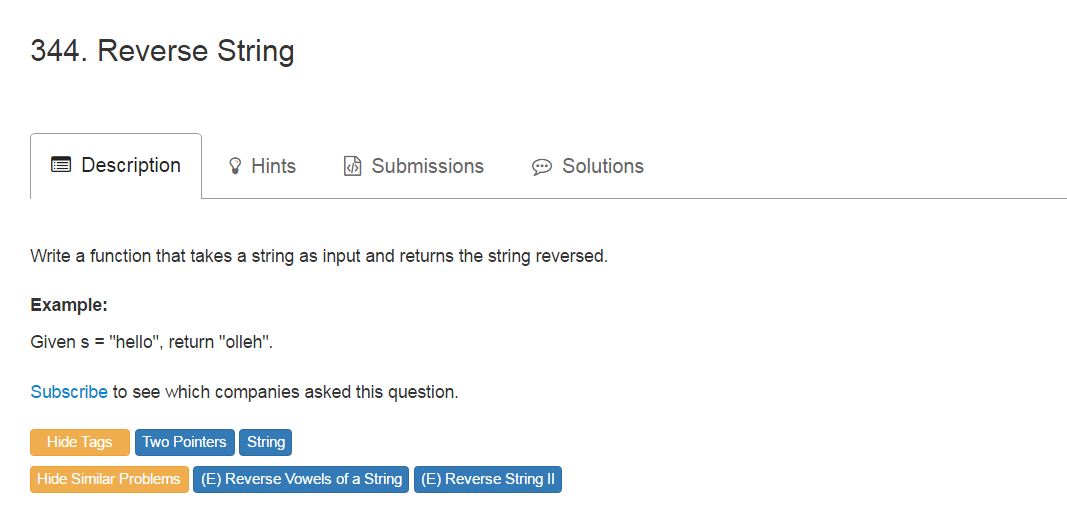 344. Reverse String
Description Hints Submissions Solutions
Write a function that takes a string as input and returns the string reversed.
Example:
Given s = "hello", return "olleh".
Subscribe to see which companies asked this question.
Hide Tags Two Pointers String
Hide Similar Problems (E) Reverse Vowels of a String (E) Reverse String II